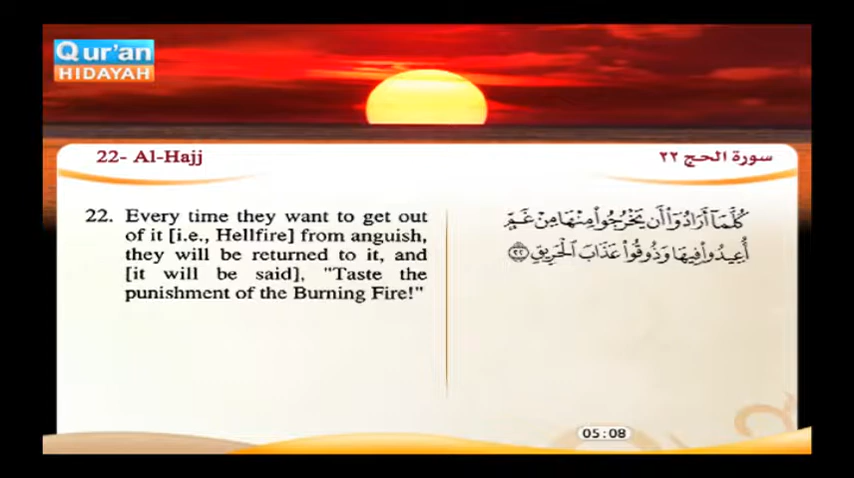 Qur'an
HIDAYAH
22- Al-Hajj
سورة الحج ٢٢
22. Every time they want to get out
of it [i.e., Hellfire] from anguish,
they will be returned to it, and
[it will be said], "Taste the
punishment of the Burning Fire!"
كُلَّمَآ أَرَادُوٓا۟ أَن يَخْرُجُوا۟ مِنْهَا مِنْ غَمٍّ
أُعِيدُوا۟ فِيهَا وَذُوقُوا۟ عَذَابَ ٱلْحَرِيقِ ٢٢
05:08